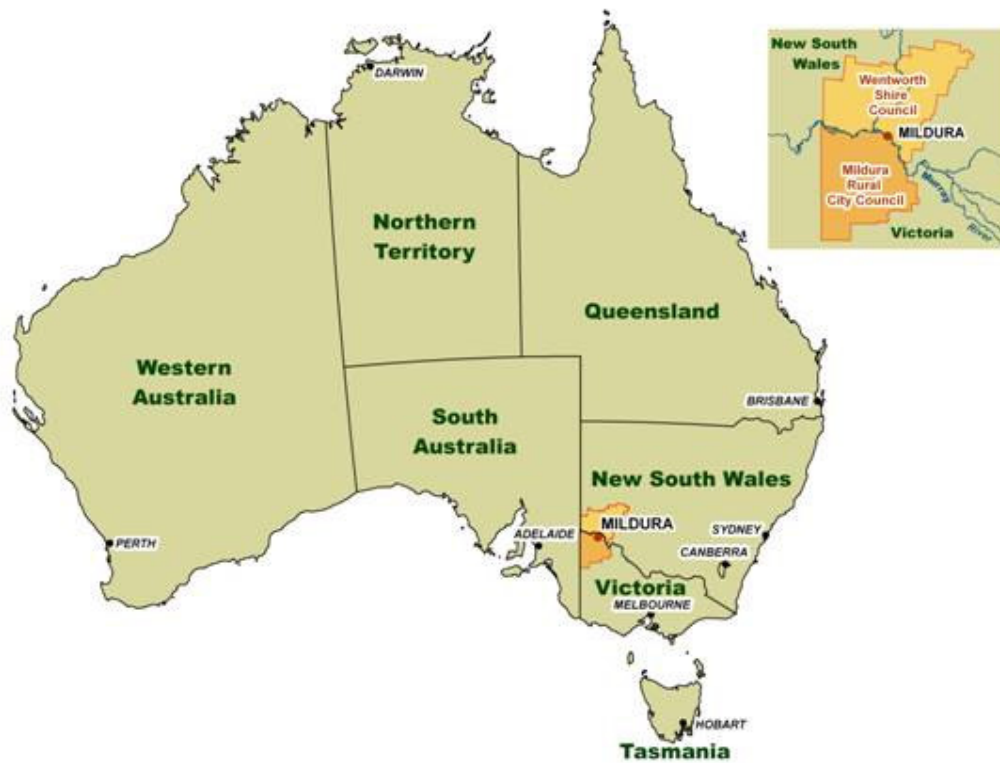 DARWIN
Northern
Territory
Queensland
Western
Australia
South
Australia
BRISBANE
New South Wales
MILDURA
PERTH
ADELAIDE
SYDNEY
CANBERRA
Victoria
MELBOURNE
HOBART
Tasmania
New South
Wales
Wentworth
Shire
Council
MILDURA
Mildura
Rural
City Council
Murray
River
Victoria